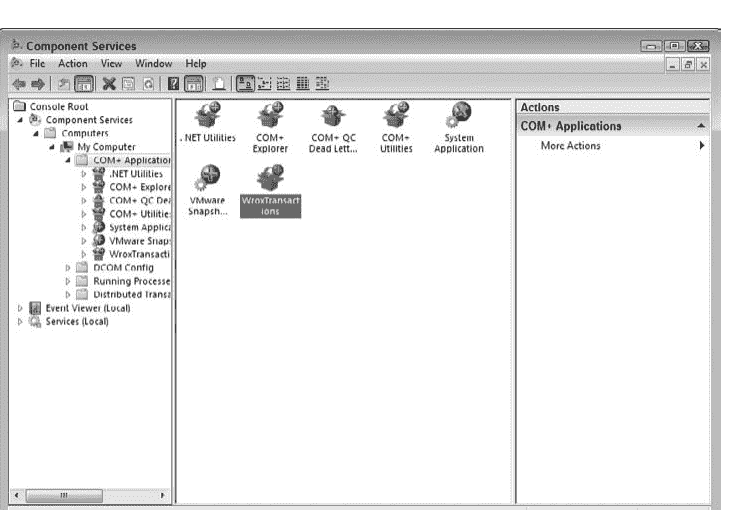 Component Services
File Action View Window Help
Console Root
Component Services
Computers
My Computer
COM+ Application
.NET Utilities
COM+ Explore
COM+ QC Dea
COM+ Utilitie
System Applica
VMware Snap
WroxTransacti
DCOM Config
Running Processe
Distributed Transa
Event Viewer (Local)
Services (Local)
.NET Utilities
COM+
Explorer
COM+ QC
Dead Lett...
COM+
Utilities
System
Application
VMware
Snapsh...
WroxTransact
ions
Actions
COM+ Applications
More Actions